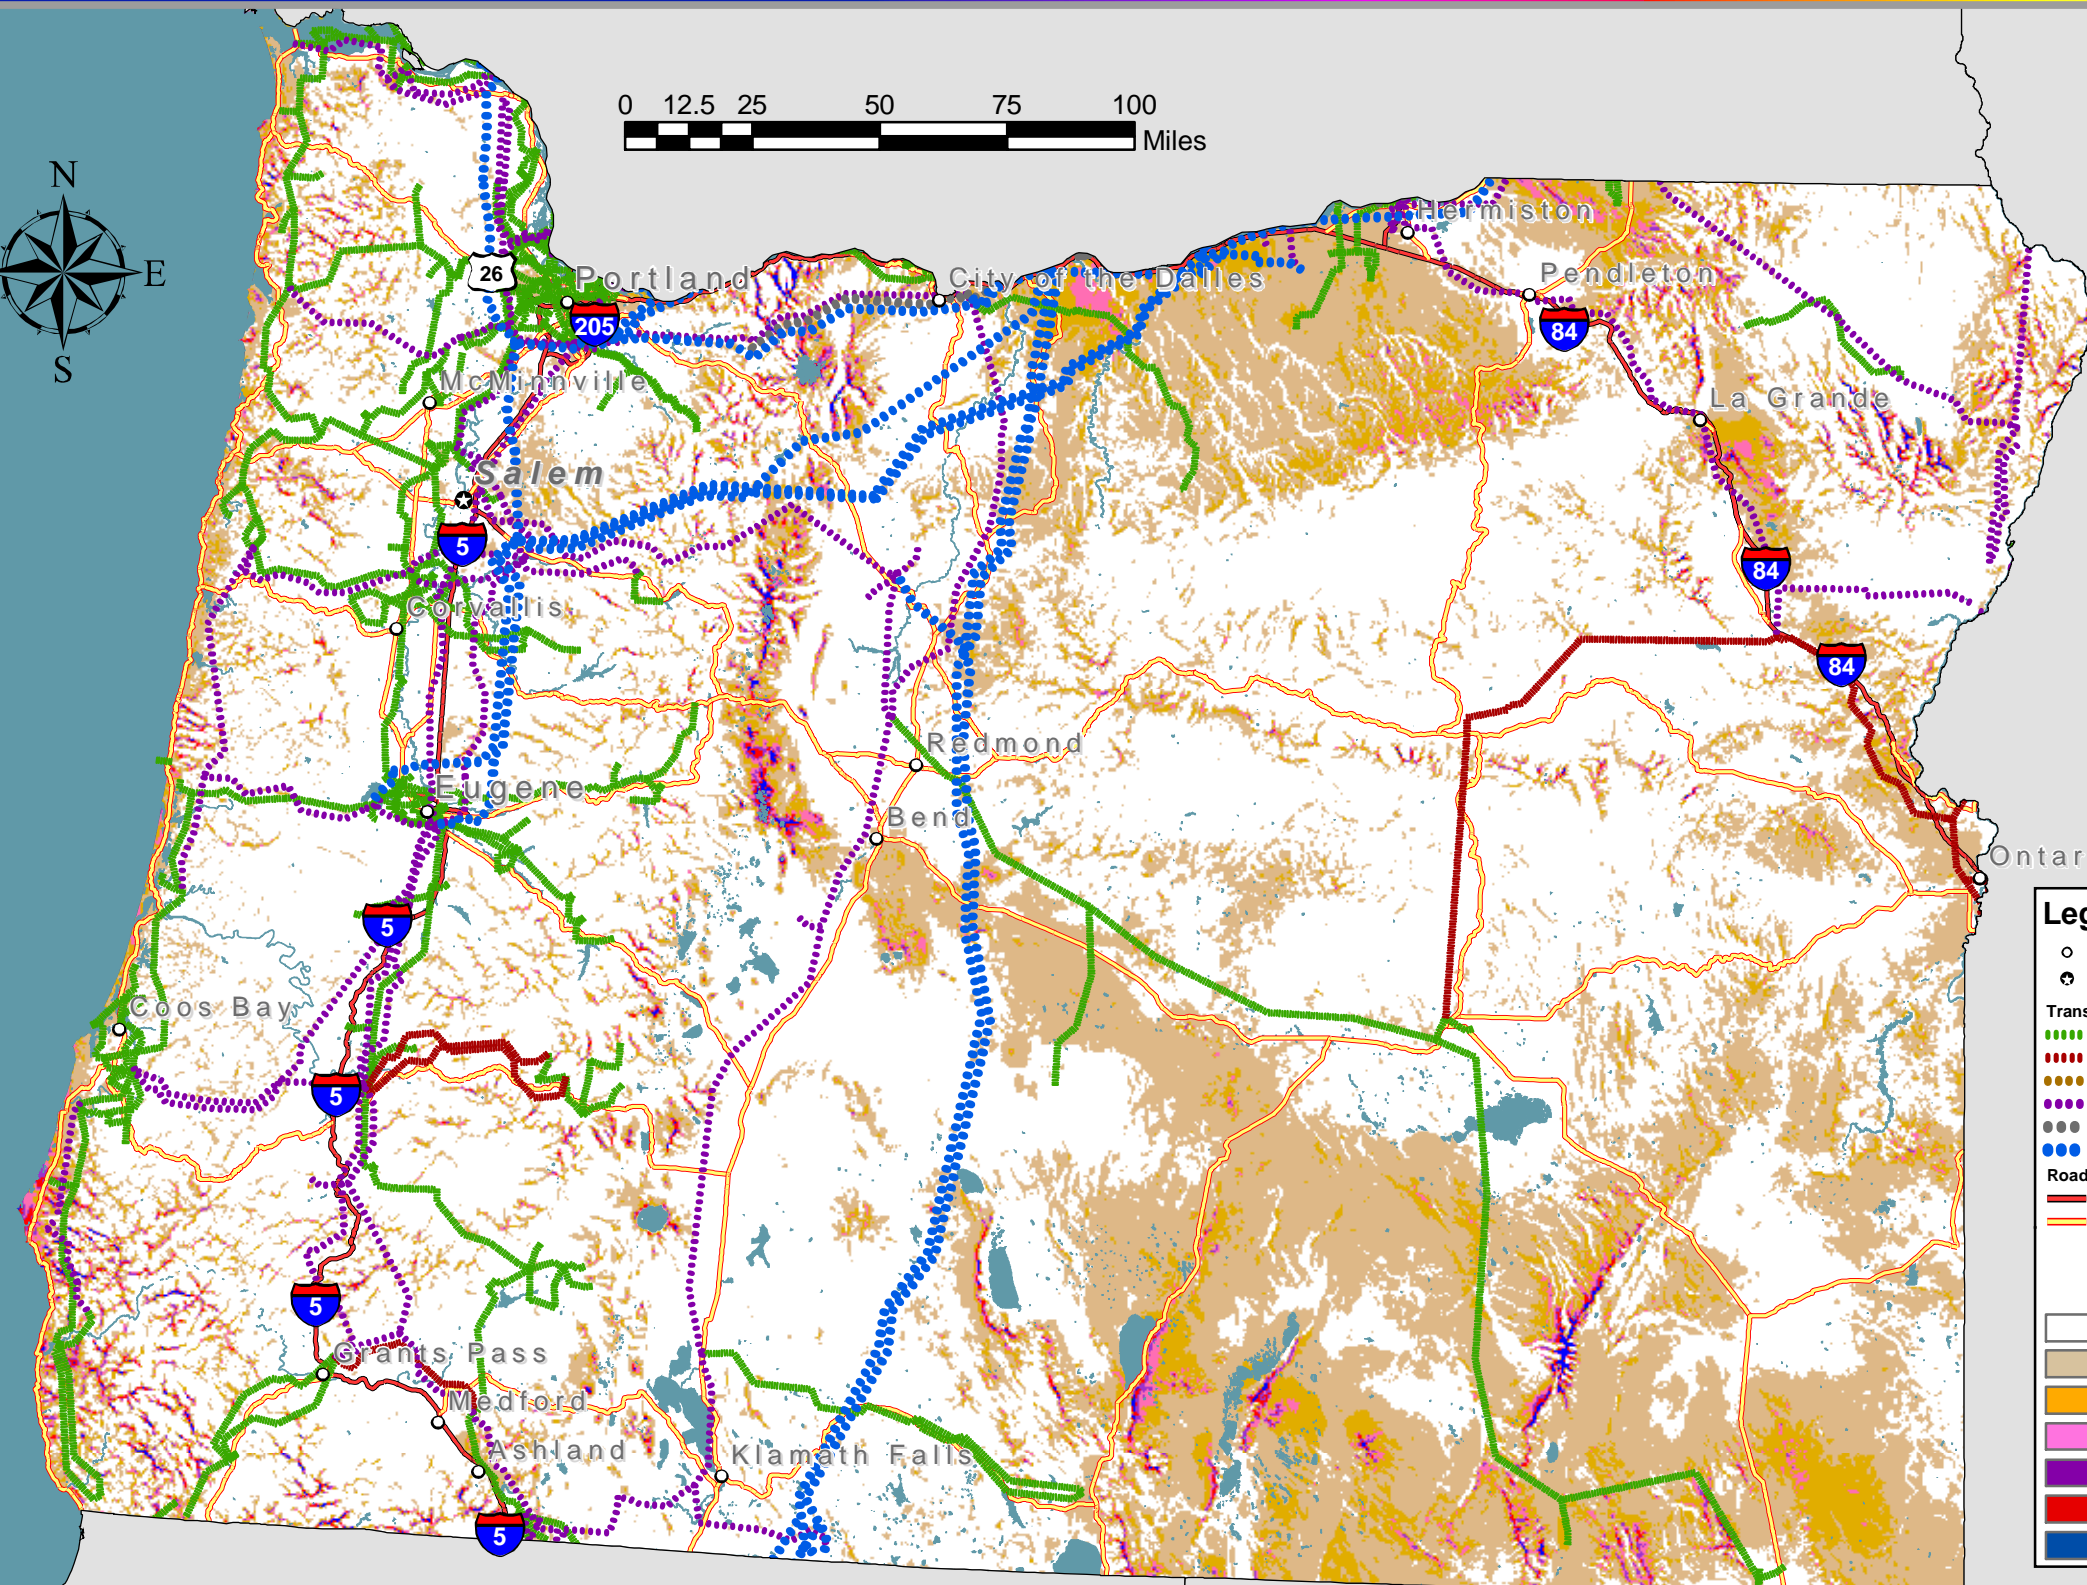 0 12.5 25 50 75 100
Miles
N
E
S
Hermiston
26
Portland
City of the Dalles
Pendleton
205
84
McMinnville
La Grande
Salem
5
84
Corvallis
84
Redmond
Eugene
Bend
Ontar
Leg
5
Coos Bay
Trans
5
Road
5
Grants Pass
Medford
Ashland
Klamath Falls
5